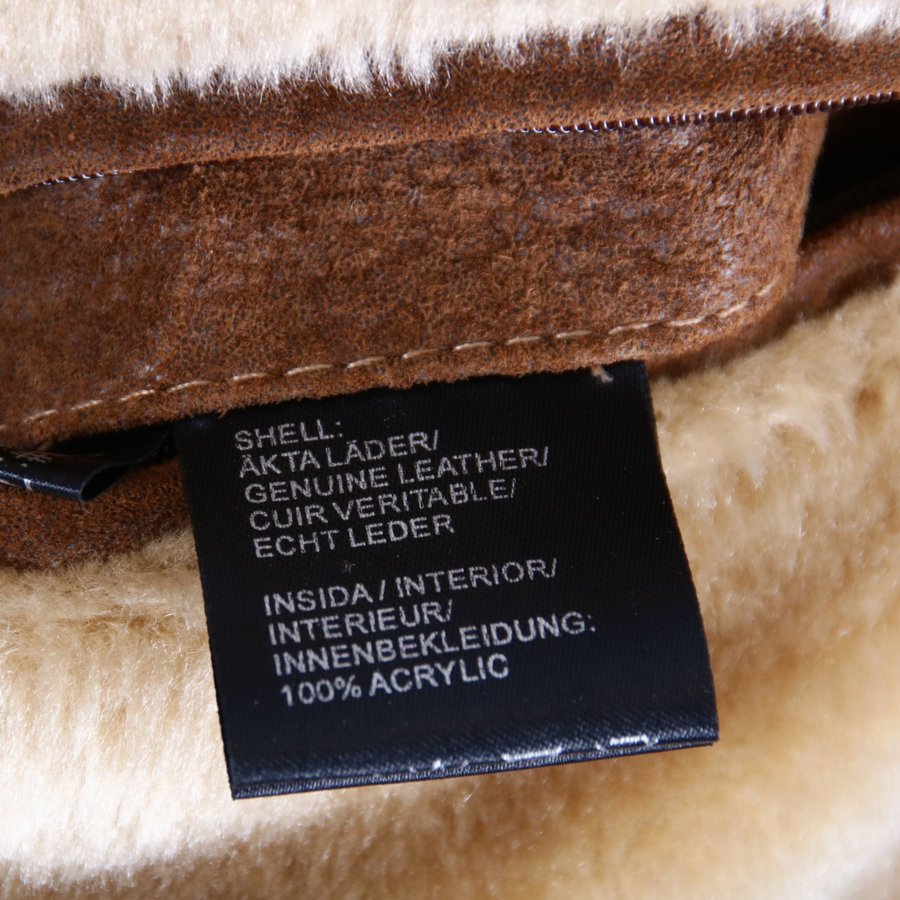 SHELL:
ÄKTA LÄDER/
GENUINE LEATHER/
CUIR VERITABLE/
ECHT LEDER
INSIDA / INTERIOR/
INTERIEUR/
INNENBEKLEIDUNG:
100% ACRYLIC